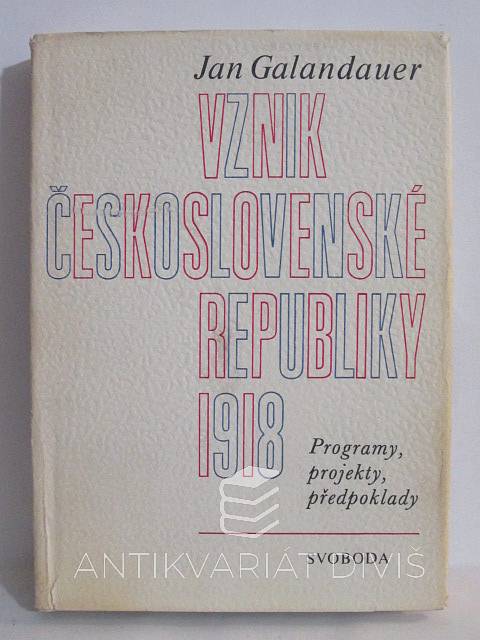 Jan Galandauer
VZNIK
ČESKOSLOVENSKÉ
REPUBLIKY
1918
Programy,
projekty,
předpoklady
SVOBODA
ANTIKVARIÁT DIVIŠ